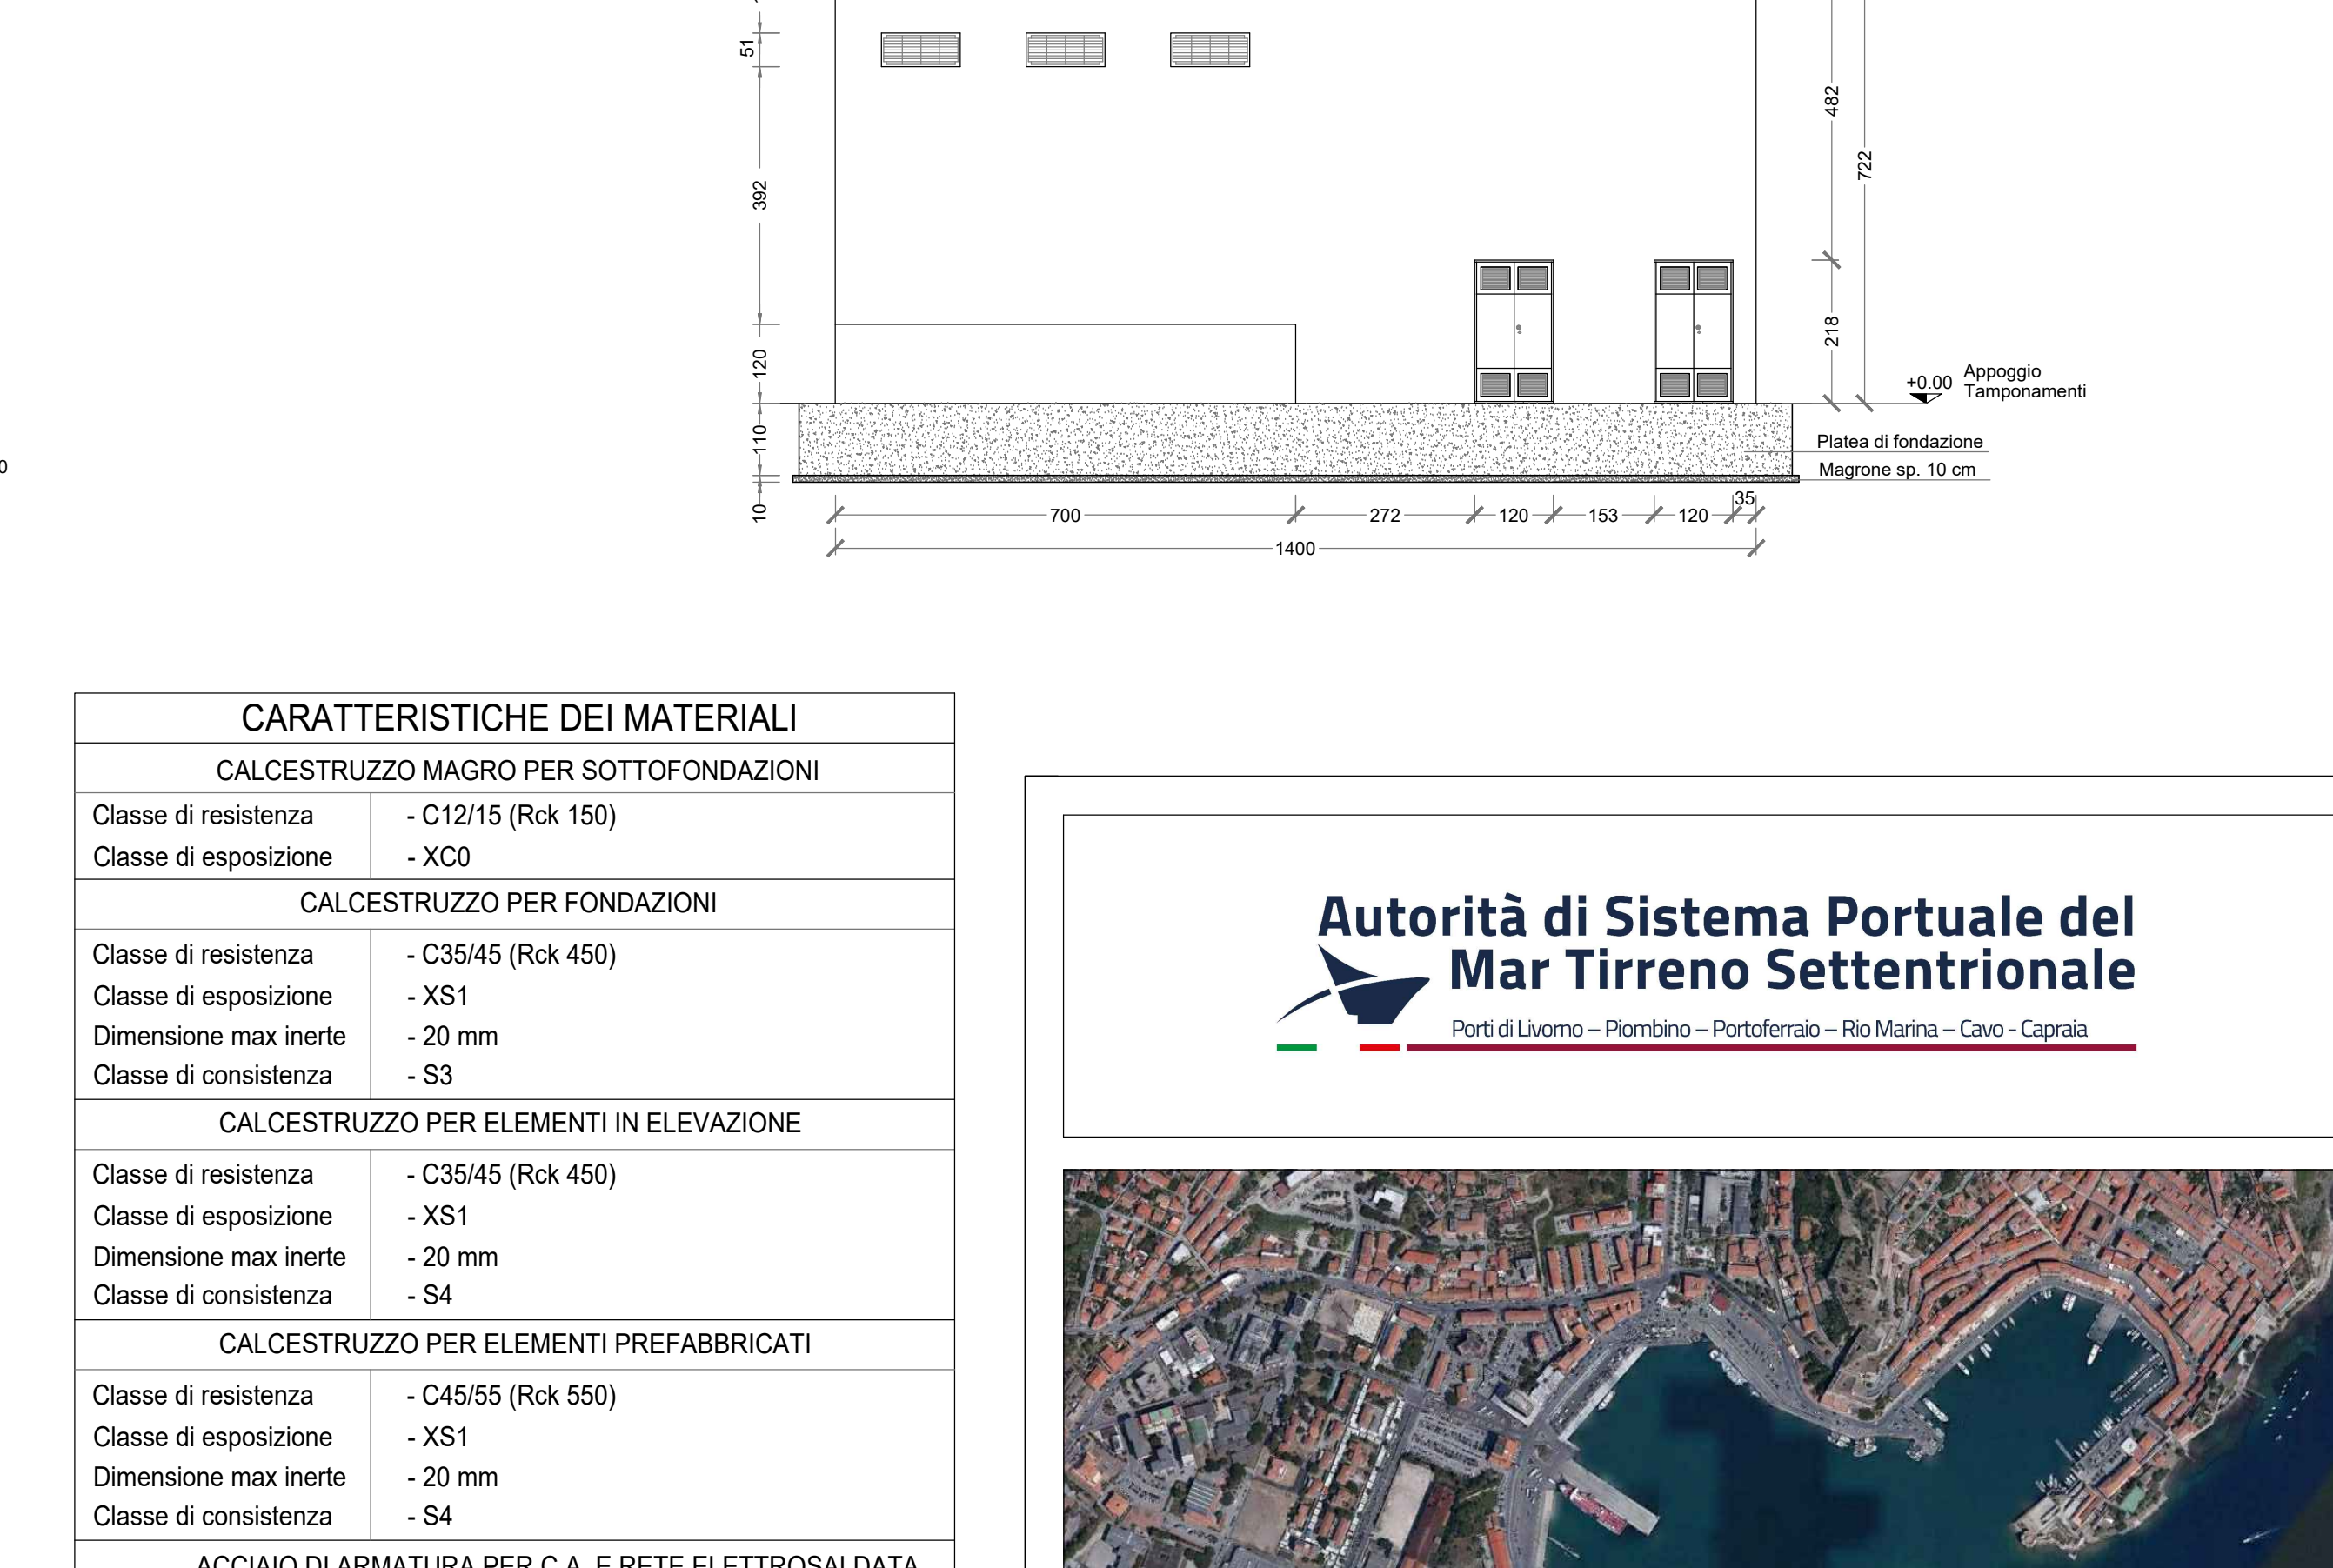 51
392
120
110
10
482
722
218
+0.00
Appoggio
Tamponamenti
Platea di fondazione
Magrone sp. 10 cm
0
700
272
120
153
120
35
1400
CARATTERISTICHE DEI MATERIALI
CALCESTRUZZO MAGRO PER SOTTOFONDAZIONI
Classe di resistenza - C12/15 (Rck 150)
Classe di esposizione - XC0
CALCESTRUZZO PER FONDAZIONI
Classe di resistenza - C35/45 (Rck 450)
Classe di esposizione - XS1
Dimensione max inerte - 20 mm
Classe di consistenza - S3
CALCESTRUZZO PER ELEMENTI IN ELEVAZIONE
Classe di resistenza - C35/45 (Rck 450)
Classe di esposizione - XS1
Dimensione max inerte - 20 mm
Classe di consistenza - S4
CALCESTRUZZO PER ELEMENTI PREFABBRICATI
Classe di resistenza - C45/55 (Rck 550)
Classe di esposizione - XS1
Dimensione max inerte - 20 mm
Classe di consistenza - S4
ACCIAIO DI ARMATURA PER C.A. E RETE ELETTROSALDATA
Autorità di Sistema Portuale del
Mar Tirreno Settentrionale
Porti di Livorno – Piombino – Portoferraio – Rio Marina – Cavo - Capraia